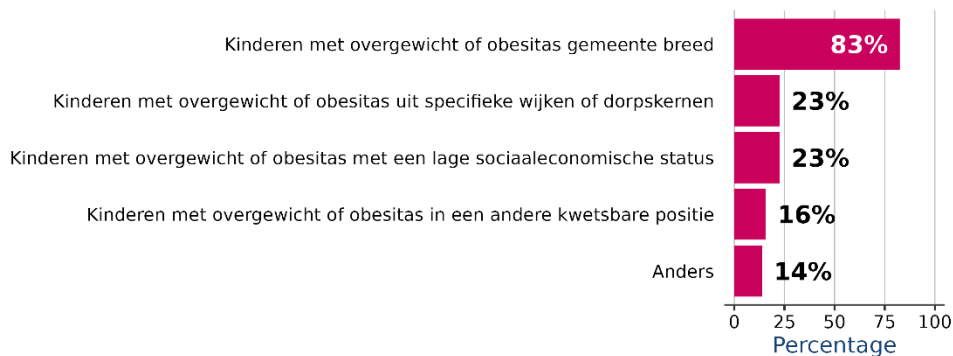 Kinderen met overgewicht of obesitas gemeente breed
83%
Kinderen met overgewicht of obesitas uit specifieke wijken of dorpskernen
23%
Kinderen met overgewicht of obesitas met een lage sociaaleconomische status
23%
Kinderen met overgewicht of obesitas in een andere kwetsbare positie
16%
Anders
14%
0 25 50 75 100
Percentage